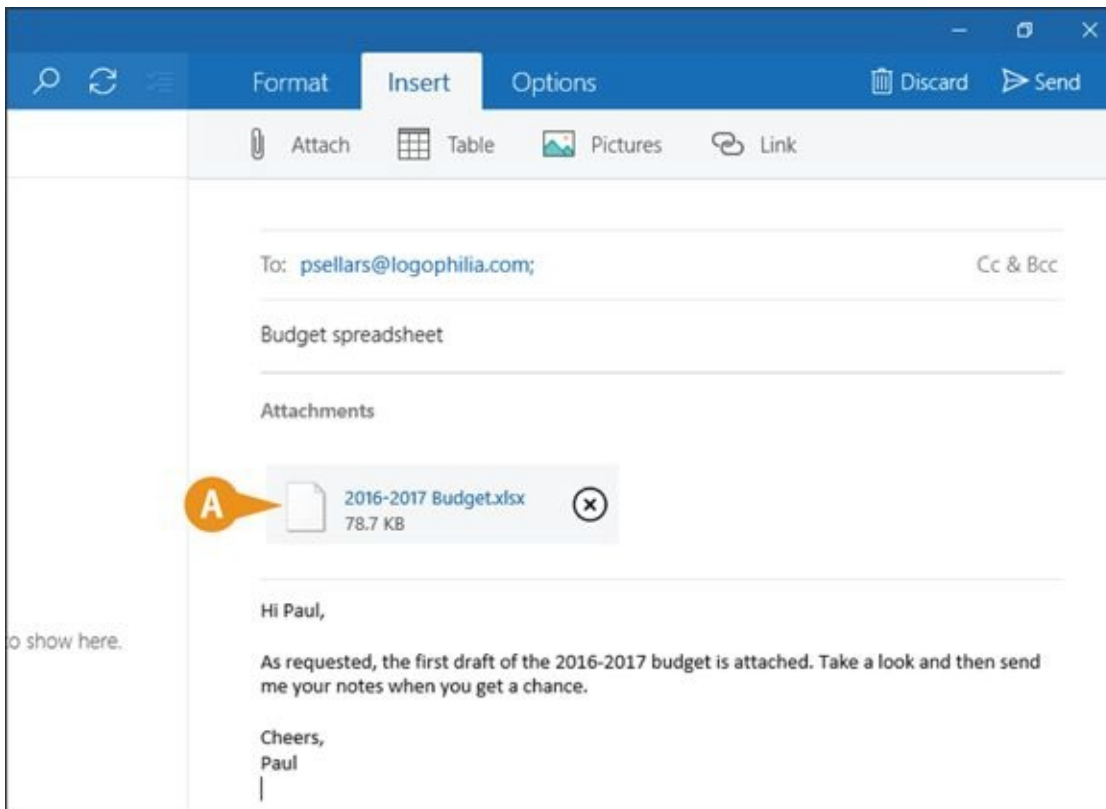 Format Insert Options Discard Send
Attach Table Pictures Link
To: psellars@logophilia.com; Cc & Bcc
Budget spreadsheet
Attachments
A
2016-2017 Budget.xlsx
78.7 KB
Hi Paul,
o show here.
As requested, the first draft of the 2016-2017 budget is attached. Take a look and then send
me your notes when you get a chance.
Cheers,
Paul